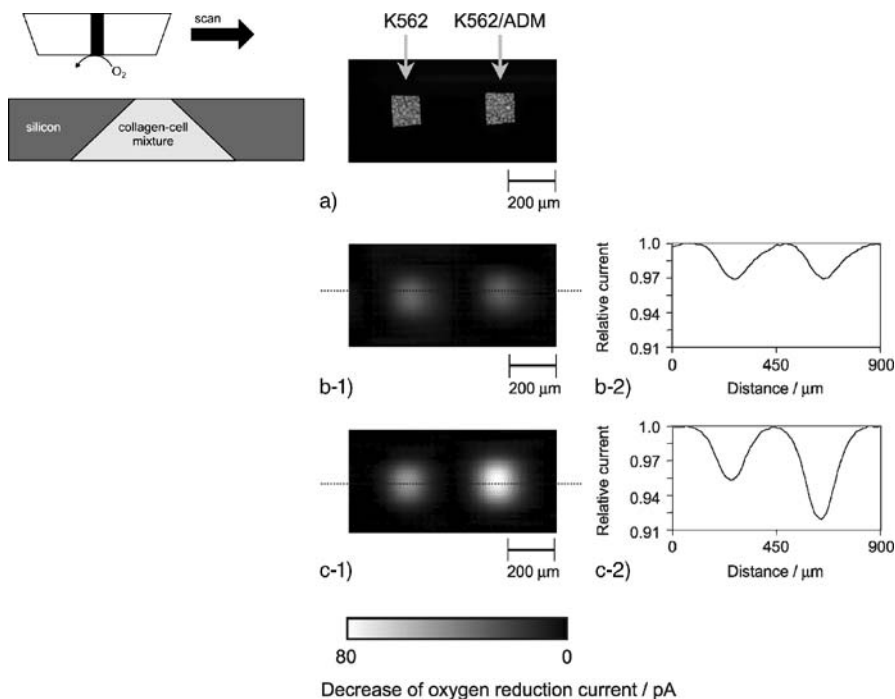 scan
O2
silicon
collagen-cell
mixture
K562 K562/ADM
a)
200 μm
b-1)
200 μm
Relative current
1.0
0.97
0.94
0.91
0 450 900
Distance / μm
b-2)
c-1)
200 μm
Relative current
1.0
0.97
0.94
0.91
0 450 900
Distance / μm
c-2)
80 0
Decrease of oxygen reduction current / pA